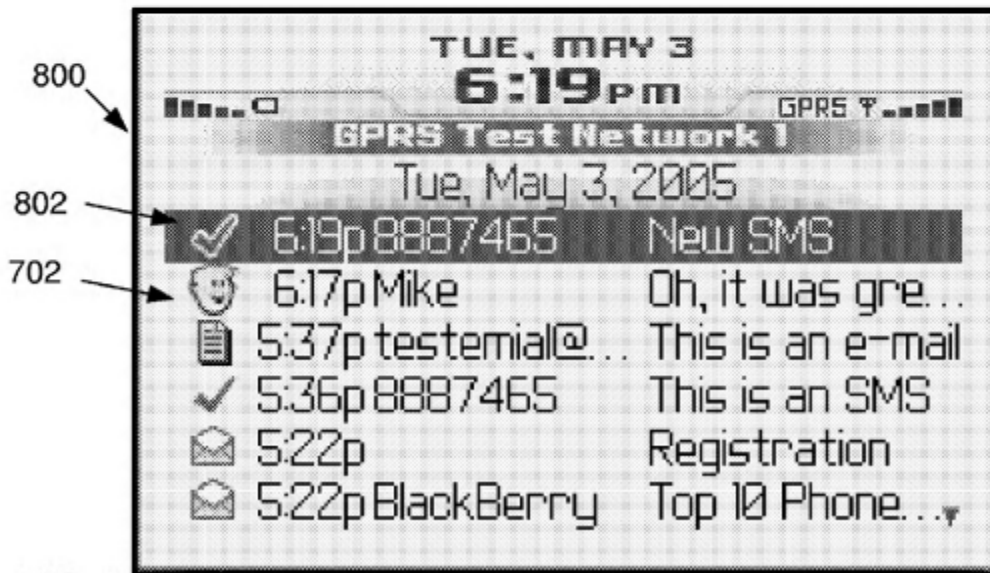 TUE, MAY 3
800
6:19PM
GPRS
GPRS Test Network 1
Tue, May 3, 2005
802
6:19p 8887465 New SMS
702
6:17p Mike Oh, it was gre...
5:37p testemial@... This is an e-mail
5:36p 8887465 This is an SMS
5:22p Registration
5:22p BlackBerry Top 10 Phone...